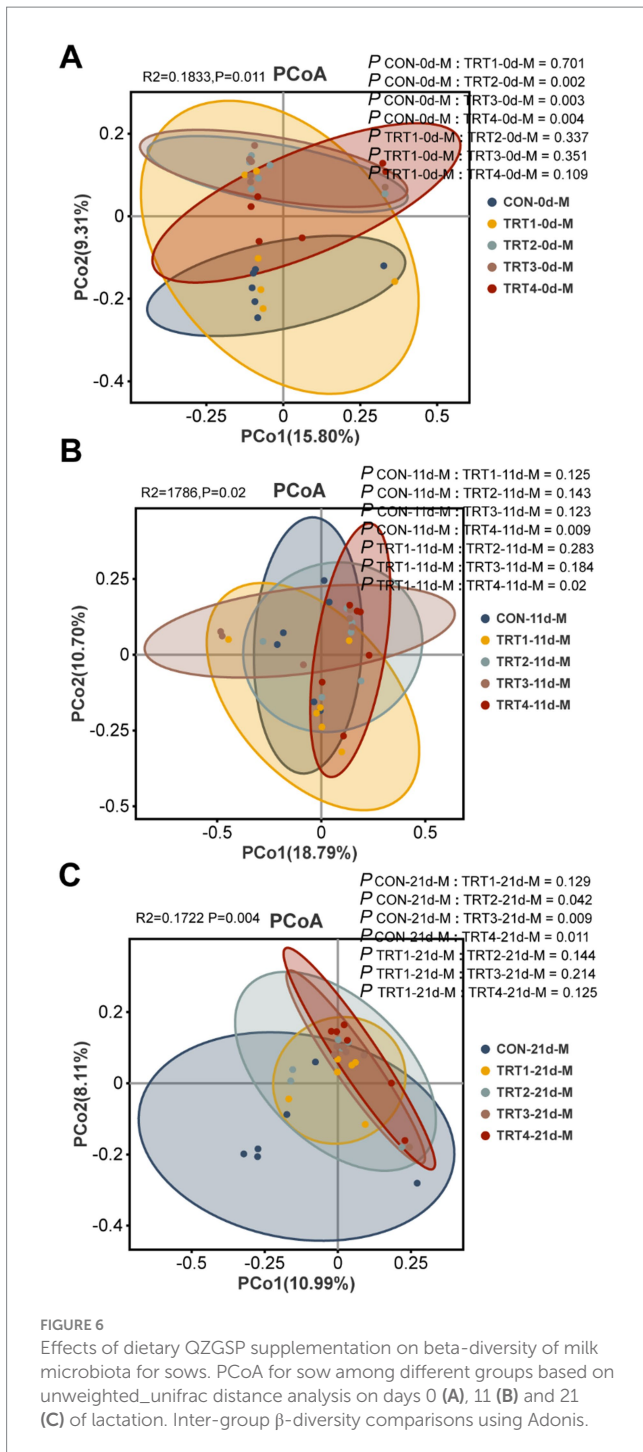 A
R2=0.1833,P=0.011
PCoA
P CON-0d-M : TRT1-0d-M = 0.701
P CON-0d-M : TRT2-0d-M = 0.002
P CON-0d-M : TRT3-0d-M = 0.003
P CON-0d-M : TRT4-0d-M = 0.004
P TRT1-0d-M : TRT2-0d-M = 0.337
P TRT1-0d-M : TRT3-0d-M = 0.351
P TRT1-0d-M : TRT4-0d-M = 0.109
0.2
0
-0.2
-0.4
PCo2(9.31%)
CON-0d-M
TRT1-0d-M
TRT2-0d-M
TRT3-0d-M
TRT4-0d-M
-0.25 0 0.25 0.5
PCo1(15.80%)
B
R2=1786,P=0.02
PCoA
P CON-11d-M : TRT1-11d-M = 0.125
P CON-11d-M : TRT2-11d-M = 0.143
P CON-11d-M : TRT3-11d-M = 0.123
P CON-11d-M : TRT4-11d-M = 0.009
P TRT1-11d-M : TRT2-11d-M = 0.283
P TRT1-11d-M : TRT3-11d-M = 0.184
P TRT1-11d-M : TRT4-11d-M = 0.02
0.25
0
-0.25
-0.5
PCo2(10.70%)
CON-11d-M
TRT1-11d-M
TRT2-11d-M
TRT3-11d-M
TRT4-11d-M
-0.5 0 0.5
PCo1(18.79%)
C
R2=0.1722 P=0.004
PCoA
P CON-21d-M : TRT1-21d-M = 0.129
P CON-21d-M : TRT2-21d-M = 0.042
P CON-21d-M : TRT3-21d-M = 0.009
P CON-21d-M : TRT4-21d-M = 0.011
P TRT1-21d-M : TRT2-21d-M = 0.144
P TRT1-21d-M : TRT3-21d-M = 0.214
P TRT1-21d-M : TRT4-21d-M = 0.125
0.2
0
-0.2
-0.4
PCo2(8.11%)
CON-21d-M
TRT1-21d-M
TRT2-21d-M
TRT3-21d-M
TRT4-21d-M
-0.5 -0.25 0 0.25
PCo1(10.99%)
FIGURE 6
Effects of dietary QZGSP supplementation on beta-diversity of milk
microbiota for sows. PCoA for sow among different groups based on
unweighted_unifrac distance analysis on days 0 (A), 11 (B) and 21
(C) of lactation. Inter-group β-diversity comparisons using Adonis.